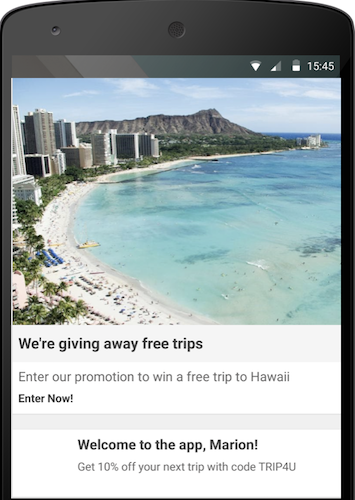 15:45
We're giving away free trips
Enter our promotion to win a free trip to Hawaii
Enter Now!
Welcome to the app, Marion!
Get 10% off your next trip with code TRIP4U